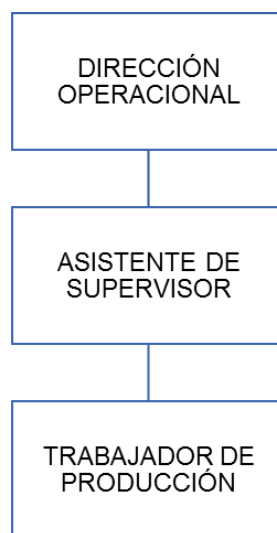 DIRECCIÓN
OPERACIONAL
ASISTENTE DE
SUPERVISOR
TRABAJADOR DE
PRODUCCIÓN